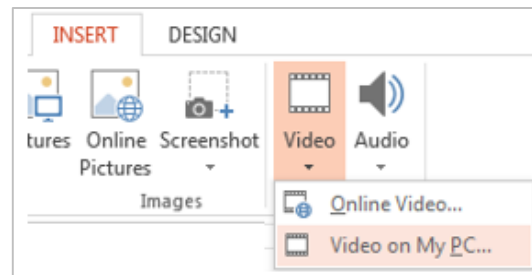 INSERT DESIGN
tures Online Screenshot Video Audio
Pictures
Images
Online Video...
Video on My PC...